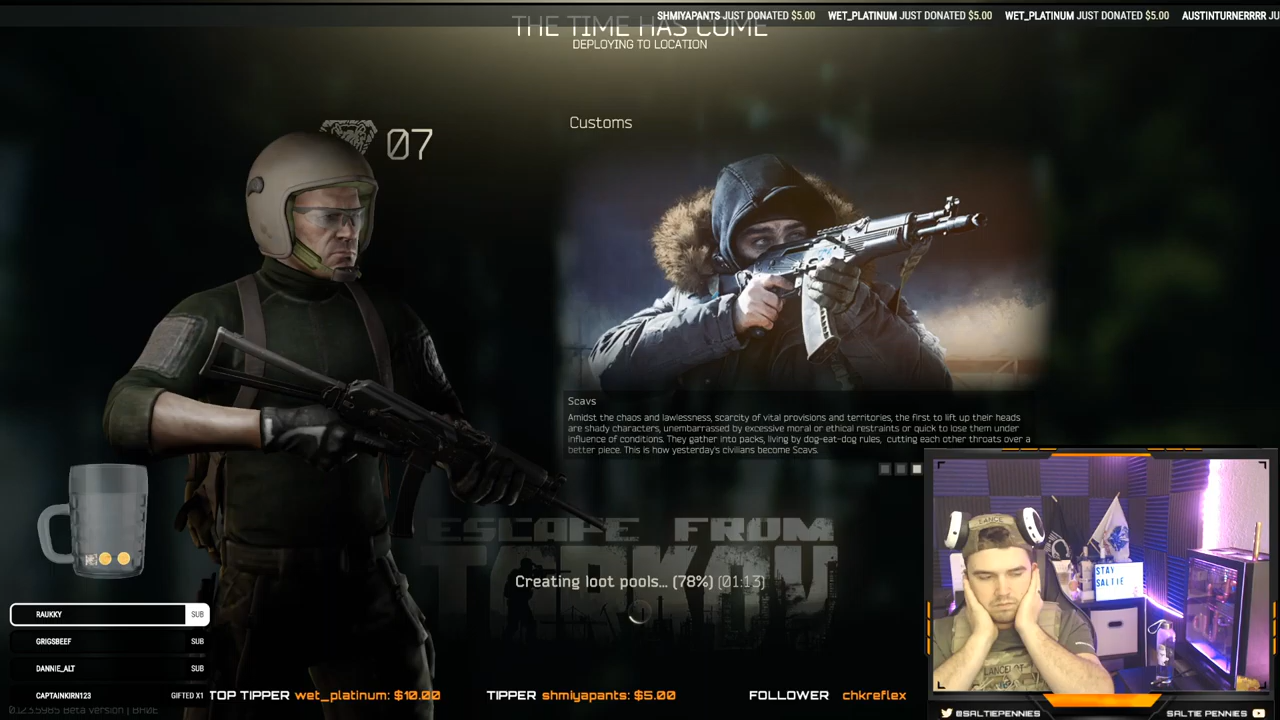 SHMIYAPANTS JUST DONATED $5.00 WET_PLATINUM JUST DONATED $5.00 WET_PLATINUM JUST DONATED $5.00 AUSTINTURNERRRR JU
THE TIME HAS COME
DEPLOYING TO LOCATION
07
Customs
Scavs
Amidst the chaos and lawlessness, scarcity of vital provisions and territories, the first to lift up their heads
are shady characters, unembarrassed by excessive moral or ethical restraints or quick to lose them under
influence of conditions. They gather into packs, living by dog-eat-dog rules, cutting each other throats over a
better piece. This is how yesterday's civilians become Scavs.
ESCAPE FROM
TARKOV
Creating loot pools... (78%) (01:13)
LANCE
STAY
SALTIE
RAUKKY SUB
GRIGSBEEF SUB
DANNIE_ALT SUB
CAPTAINKIRN123 GIFTED X1
TOP TIPPER wet_platinum: $10.00 TIPPER shmiyapants: $5.00 FOLLOWER chkreflex
Beta version |
@SALTIEPENNIES SALTIE PENNIES